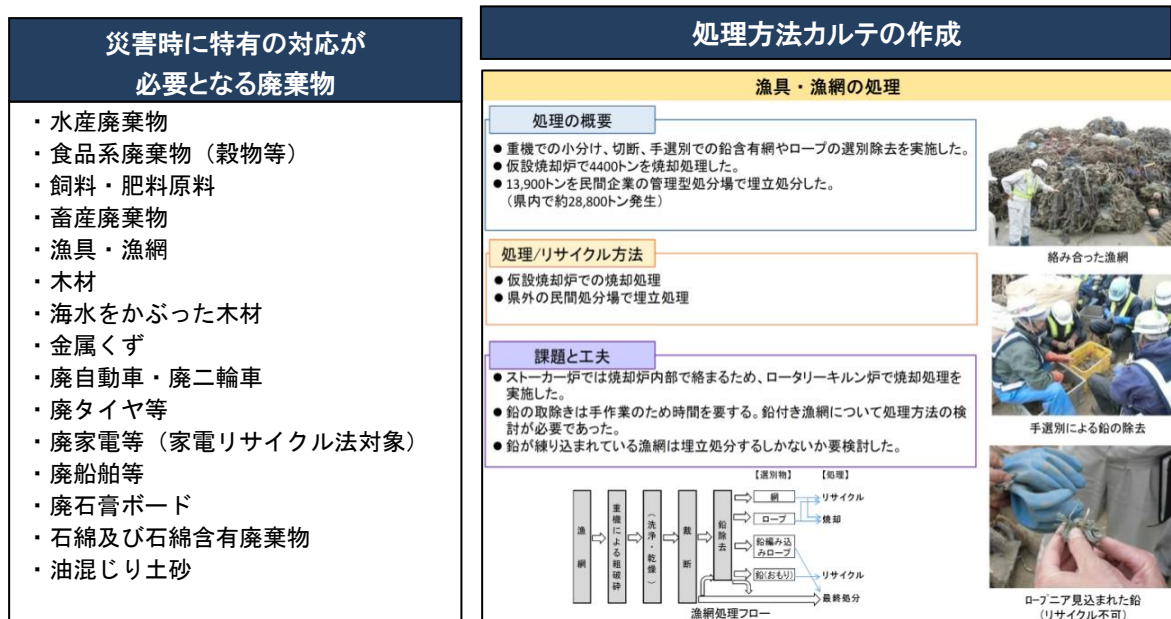 災害時に特有の対応が
必要となる廃棄物
・水産廃棄物
・食品系廃棄物（穀物等）
・飼料・肥料原料
・畜産廃棄物
・漁具・漁網
・木材
・海水をかぶった木材
・金属くず
・廃自動車・廃二輪車
・廃タイヤ等
・廃家電等（家電リサイクル法対象）
・廃船舶等
・廃石膏ボード
・石綿及び石綿含有廃棄物
・油混じり土砂
処理方法カルテの作成
漁具・漁網の処理
処理の概要
● 重機での小分け、切断、手選別での鉛含有網やロープの選別除去を実施した。
● 仮設焼却炉で4400トンを焼却処理した。
● 13,900トンを民間企業の管理型処分場で埋立処分した。
（県内で約28,800トン発生）
処理/リサイクル方法
● 仮設焼却炉での焼却処理
● 県外の民間処分場で埋立処理
課題と工夫
● ストーカー炉では焼却炉内部で絡まるため、ロータリーキルン炉で焼却処理を
実施した。
● 鉛の取除きは手作業のため時間を要する。鉛付き漁網について処理方法の検
討が必要であった。
● 鉛が練り込まれている漁網は埋立処分するしかないか要検討した。
【選別物】 【処理】
漁網
重機による粗破砕
（洗浄・乾燥）
裁断
鉛除去
網
リサイクル
ロープ
焼却
鉛編み込
みロープ
鉛(おもり)
リサイクル
最終処分
漁網処理フロー
絡み合った漁網
手選別による鉛の除去
ロープニア見込まれた鉛
(リサイクル不可)